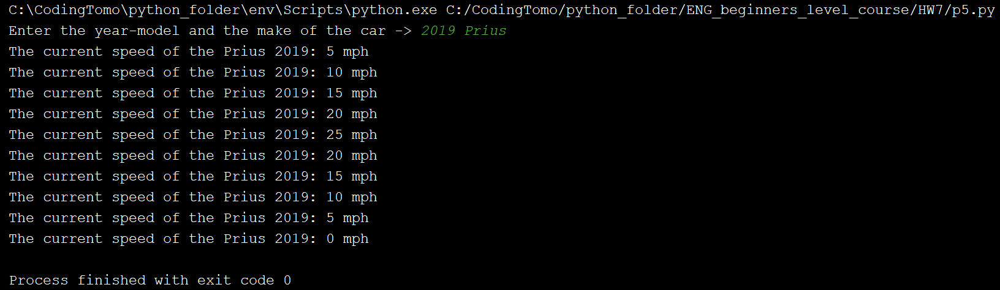 C:\CodingTomo\python_folder\env\Scripts\python.exe C:/CodingTomo/python_folder/ENG_beginners_level_course/HW7/p5.py
Enter the year-model and the make of the car -> 2019 Prius
The current speed of the Prius 2019: 5 mph
The current speed of the Prius 2019: 10 mph
The current speed of the Prius 2019: 15 mph
The current speed of the Prius 2019: 20 mph
The current speed of the Prius 2019: 25 mph
The current speed of the Prius 2019: 20 mph
The current speed of the Prius 2019: 15 mph
The current speed of the Prius 2019: 10 mph
The current speed of the Prius 2019: 5 mph
The current speed of the Prius 2019: 0 mph
Process finished with exit code 0